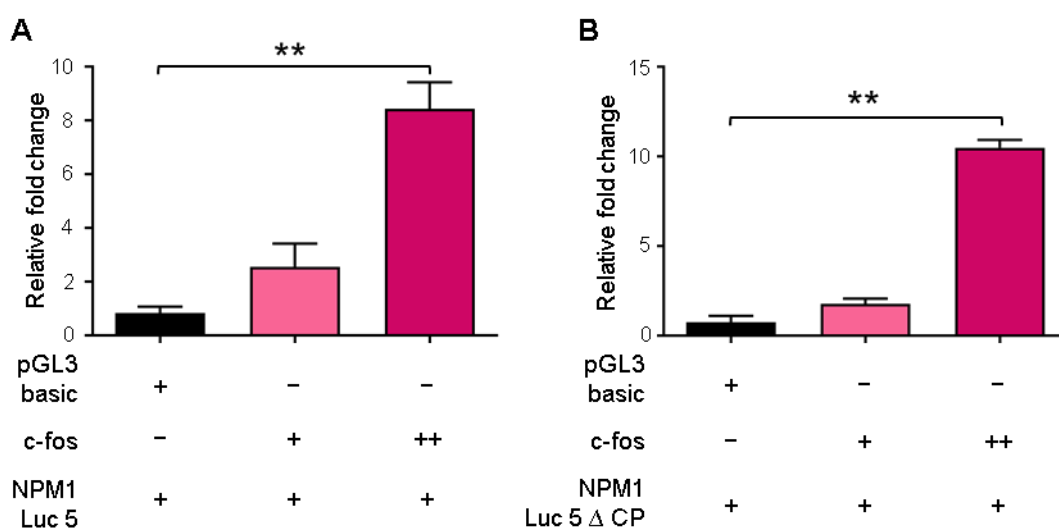 A
**
10
8
6
4
2
0
Relative fold change
pGL3
basic
+ – –
c-fos
– + ++
NPM1
Luc 5
+ + +
B
**
15
10
5
0
Relative fold change
pGL3
basic
+ – –
c-fos
– + ++
NPM1
Luc 5 Δ CP
+ + +